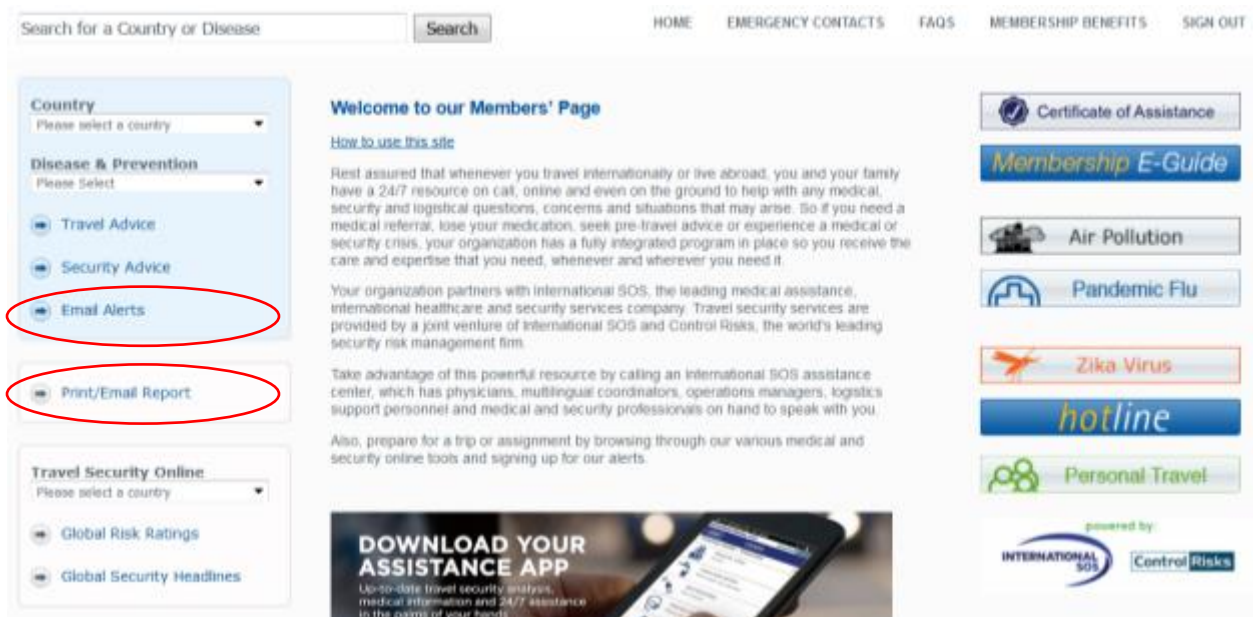 Search for a Country or Disease
Search
HOME
EMERGENCY CONTACTS
FAQS
MEMBERSHIP BENEFITS
SIGN OUT
Country
Please select a country
Disease & Prevention
Please Select
Travel Advice
Security Advice
Email Alerts
Print/Email Report
Travel Security Online
Please select a country
Global Risk Ratings
Global Security Headlines
Welcome to our Members' Page
How to use this site
Rest assured that whenever you travel internationally or live abroad, you and your family
have a 24/7 resource on call, online and even on the ground to help with any medical,
security and logistical questions, concerns and situations that may arise. So if you need a
medical referral, lose your medication, seek pre-travel advice or experience a medical or
security crisis, your organization has a fully integrated program in place so you receive the
care and expertise that you need, whenever and wherever you need it.
Your organization partners with International SOS, the leading medical assistance,
international healthcare and security services company. Travel security services are
provided by a joint venture of International SOS and Control Risks, the world's leading
security risk management firm.
Take advantage of this powerful resource by calling an International SOS assistance
center, which has physicians, multilingual coordinators, operations managers, logistics
support personnel and medical and security professionals on hand to speak with you.
Also, prepare for a trip or assignment by browsing through our various medical and
security online tools and signing up for our alerts.
DOWNLOAD YOUR
ASSISTANCE APP
Up-to-date travel security analysis,
medical information and 24/7 assistance
in the palms of your hands
Certificate of Assistance
Membership E-Guide
Air Pollution
Pandemic Flu
Zika Virus
hotline
Personal Travel
powered by:
INTERNATIONAL
SOS
Control Risks